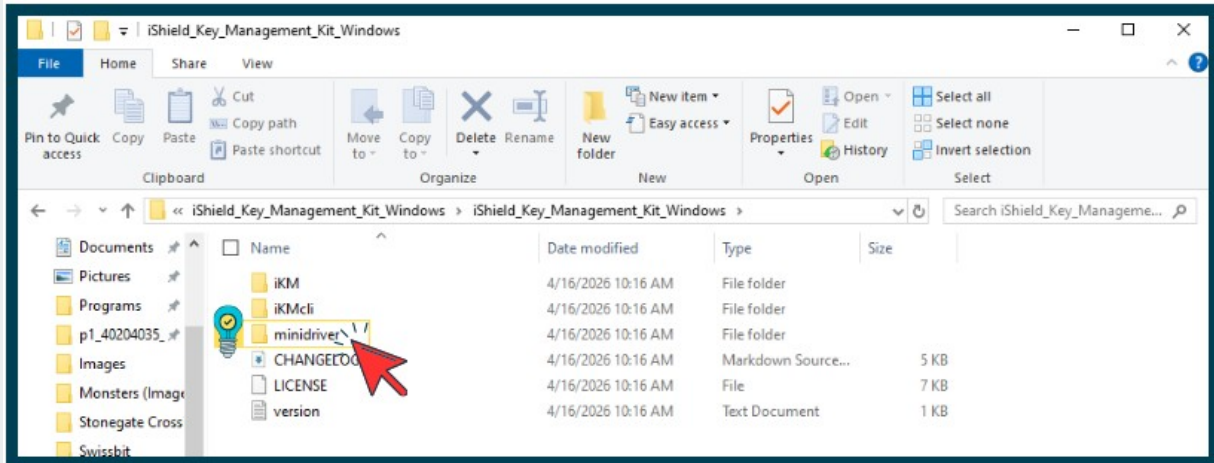 iShield_Key_Management_Kit_Windows
File Home Share View
Pin to Quick access
Copy
Paste
Cut
Copy path
Paste shortcut
Move to
Copy to
Delete
Rename
New folder
New item
Easy access
Properties
Open
Edit
History
Select all
Select none
Invert selection
Clipboard Organize New Open Select
« iShield_Key_Management_Kit_Windows > iShield_Key_Management_Kit_Windows >
Search iShield_Key_Manageme...
Documents
Pictures
Programs
p1_40204035_
Images
Monsters (Image
Stonegate Cross
Swissbit
Name Date modified Type Size
iKM 4/16/2026 10:16 AM File folder
iKMcli 4/16/2026 10:16 AM File folder
minidriver 4/16/2026 10:16 AM File folder
CHANGELOG 4/16/2026 10:16 AM Markdown Source... 5 KB
LICENSE 4/16/2026 10:16 AM File 7 KB
version 4/16/2026 10:16 AM Text Document 1 KB